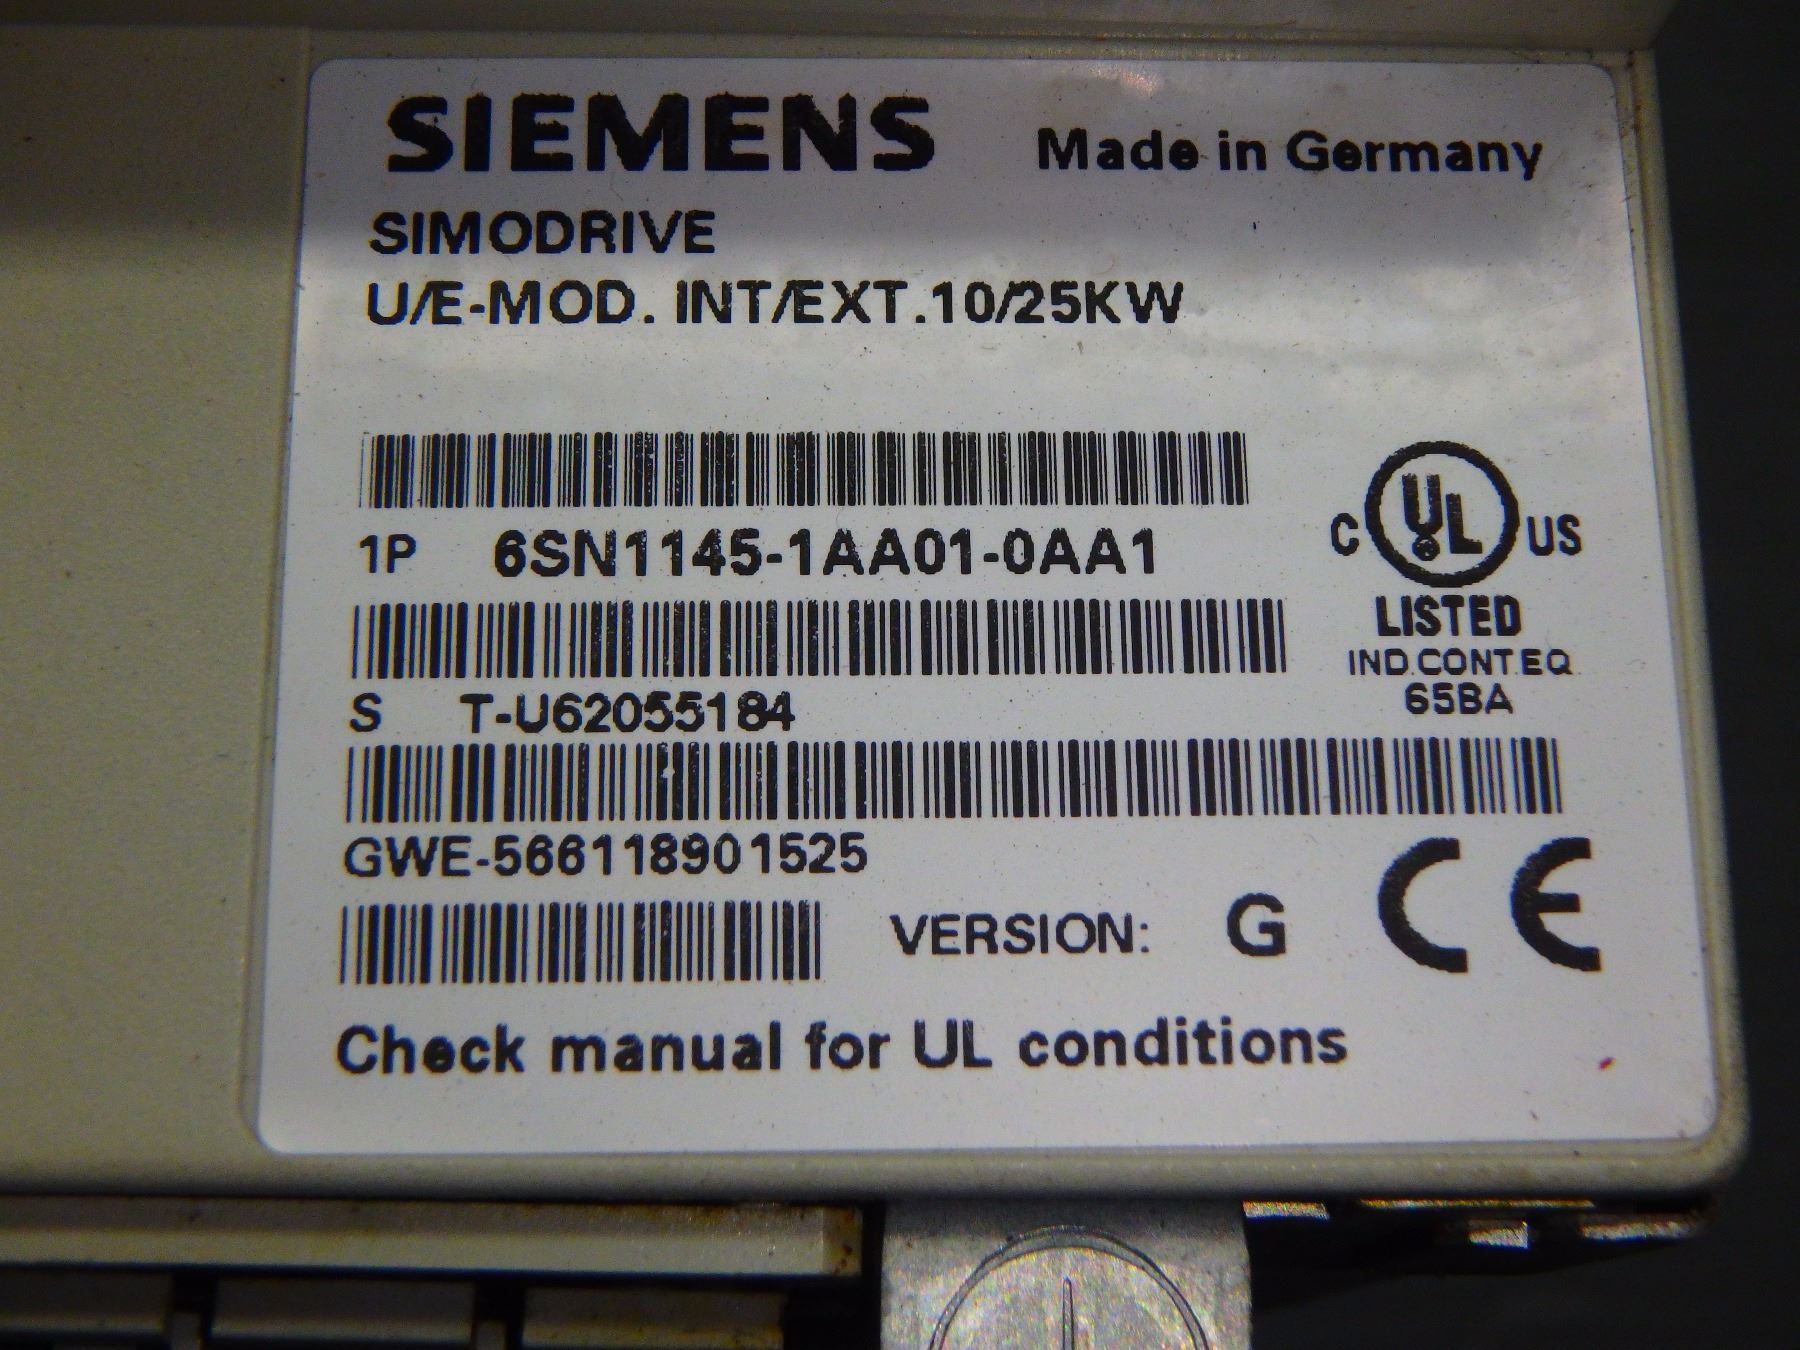 SIEMENS Made in Germany
SIMODRIVE
U/E-MOD. INT/EXT.10/25KW
1P 6SN1145-1AA01-0AA1
C UL US
LISTED
IND.CONT.EQ
65BA
S T-U62055184
GWE-566118901525
VERSION: G CE
Check manual for UL conditions